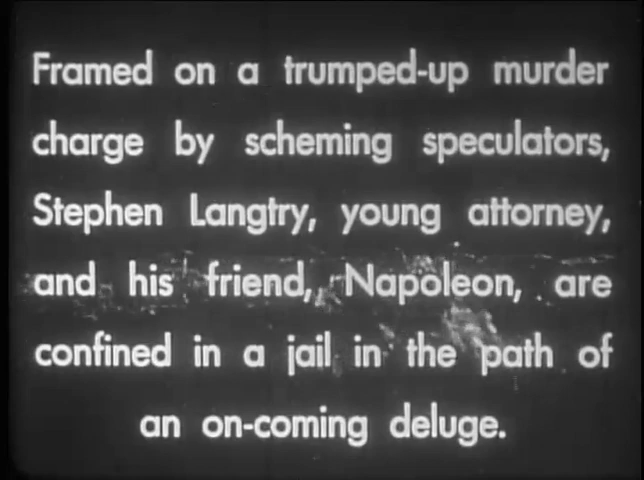 Framed on a trumped-up murder
charge by scheming speculators,
Stephen Langtry, young attorney,
and his friend, Napoleon, are
confined in a jail in the path of
an on-coming deluge.